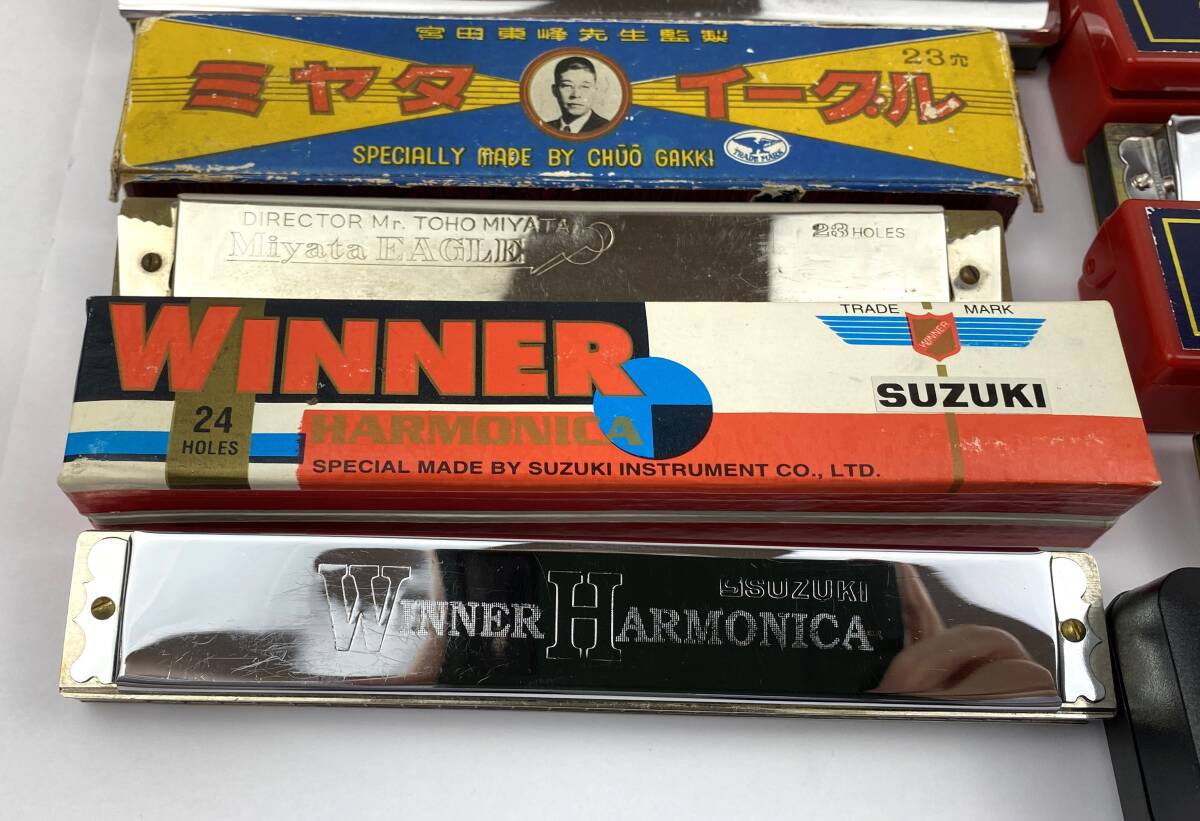 宮田東峰先生監製
ミヤタ イーグル
23穴
SPECIALLY MADE BY CHŪŌ GAKKI
TRADE MARK
DIRECTOR Mr. TOHO MIYATA
Miyata EAGLE
23 HOLES
WINNER
HARMONICA
24
HOLES
SPECIAL MADE BY SUZUKI INSTRUMENT CO., LTD.
TRADE MARK
WINNER
SUZUKI
SUZUKI
WINNER HARMONICA